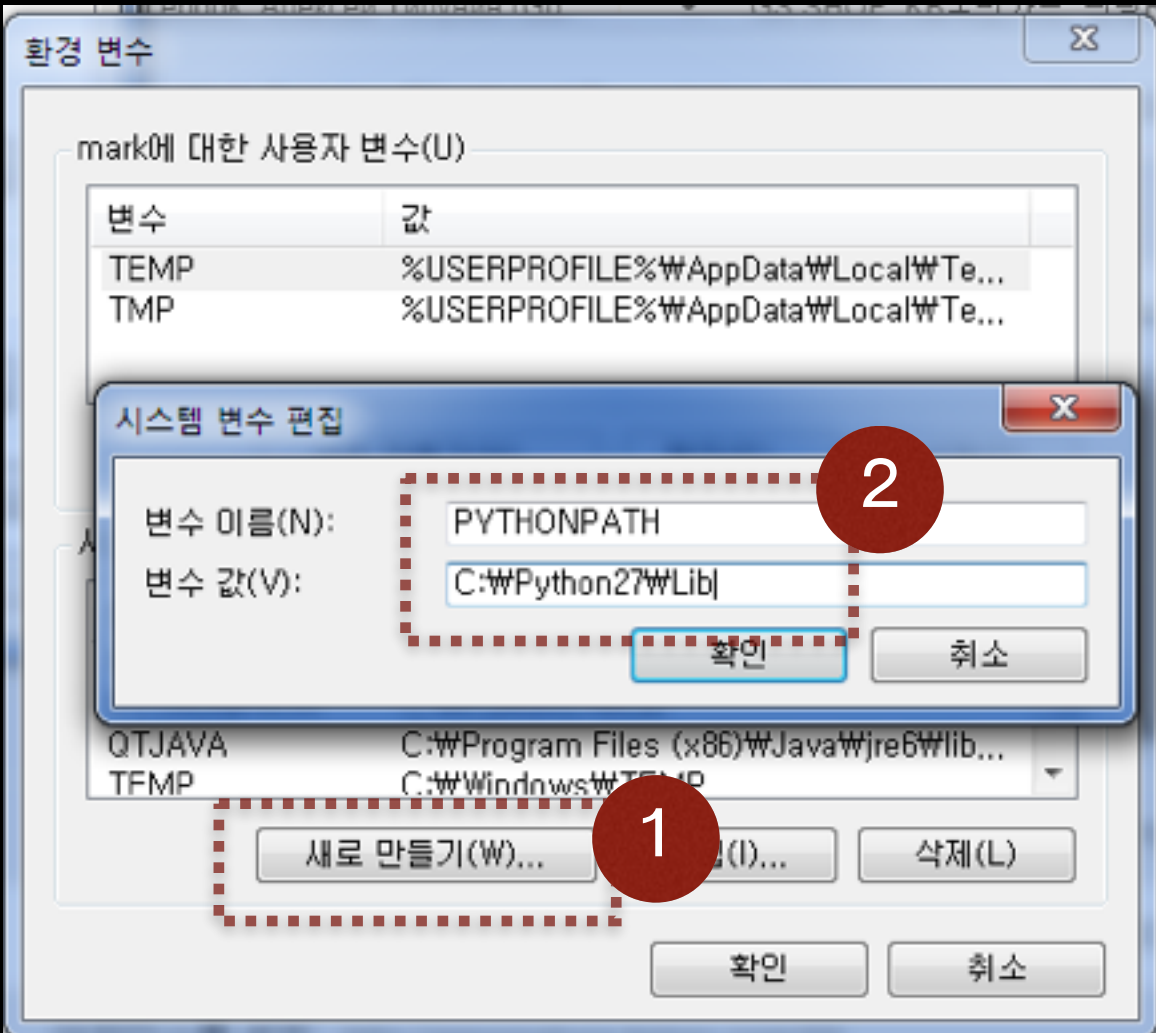 환경 변수
mark에 대한 사용자 변수(U)
변수 값
TEMP %USERPROFILE%₩AppData₩Local₩Te...
TMP %USERPROFILE%₩AppData₩Local₩Te...
시스템 변수 편집
2
변수 이름(N): PYTHONPATH
변수 값(V): C:₩Python27₩Lib
확인 취소
QTJAVA C:₩Program Files (x86)₩Java₩jre6₩lib...
TEMP C:₩Windows₩TEMP
새로 만들기(W)... 1 (I)... 삭제(L)
확인 취소